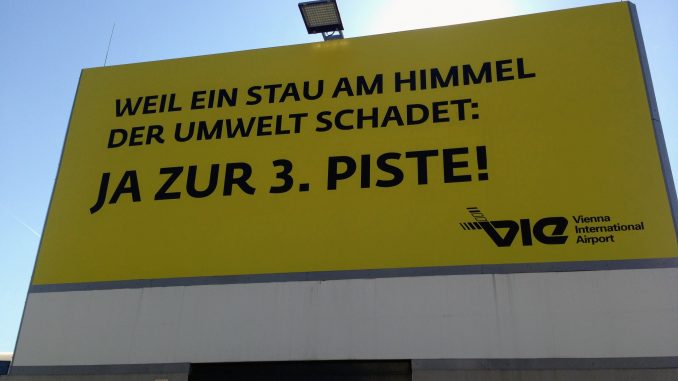 WEIL EIN STAU AM HIMMEL
DER UMWELT SCHADET:
JA ZUR 3. PISTE!
VIE
Vienna
International
Airport